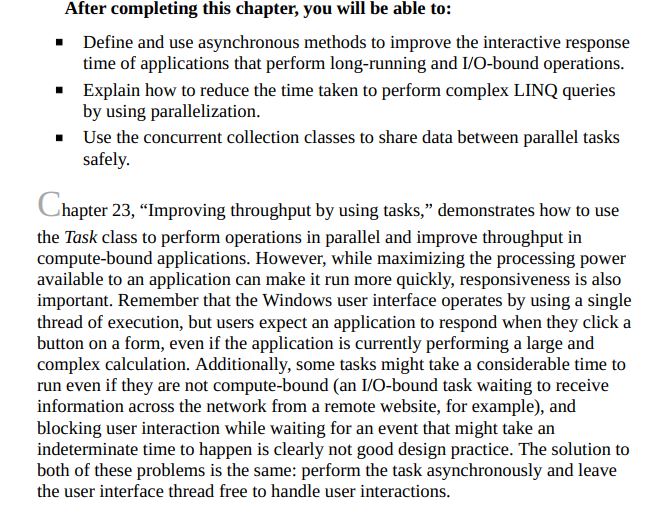 After completing this chapter, you will be able to:
▪ Define and use asynchronous methods to improve the interactive response
time of applications that perform long-running and I/O-bound operations.
▪ Explain how to reduce the time taken to perform complex LINQ queries
by using parallelization.
▪ Use the concurrent collection classes to share data between parallel tasks
safely.
Chapter 23, “Improving throughput by using tasks,” demonstrates how to use
the Task class to perform operations in parallel and improve throughput in
compute-bound applications. However, while maximizing the processing power
available to an application can make it run more quickly, responsiveness is also
important. Remember that the Windows user interface operates by using a single
thread of execution, but users expect an application to respond when they click a
button on a form, even if the application is currently performing a large and
complex calculation. Additionally, some tasks might take a considerable time to
run even if they are not compute-bound (an I/O-bound task waiting to receive
information across the network from a remote website, for example), and
blocking user interaction while waiting for an event that might take an
indeterminate time to happen is clearly not good design practice. The solution to
both of these problems is the same: perform the task asynchronously and leave
the user interface thread free to handle user interactions.